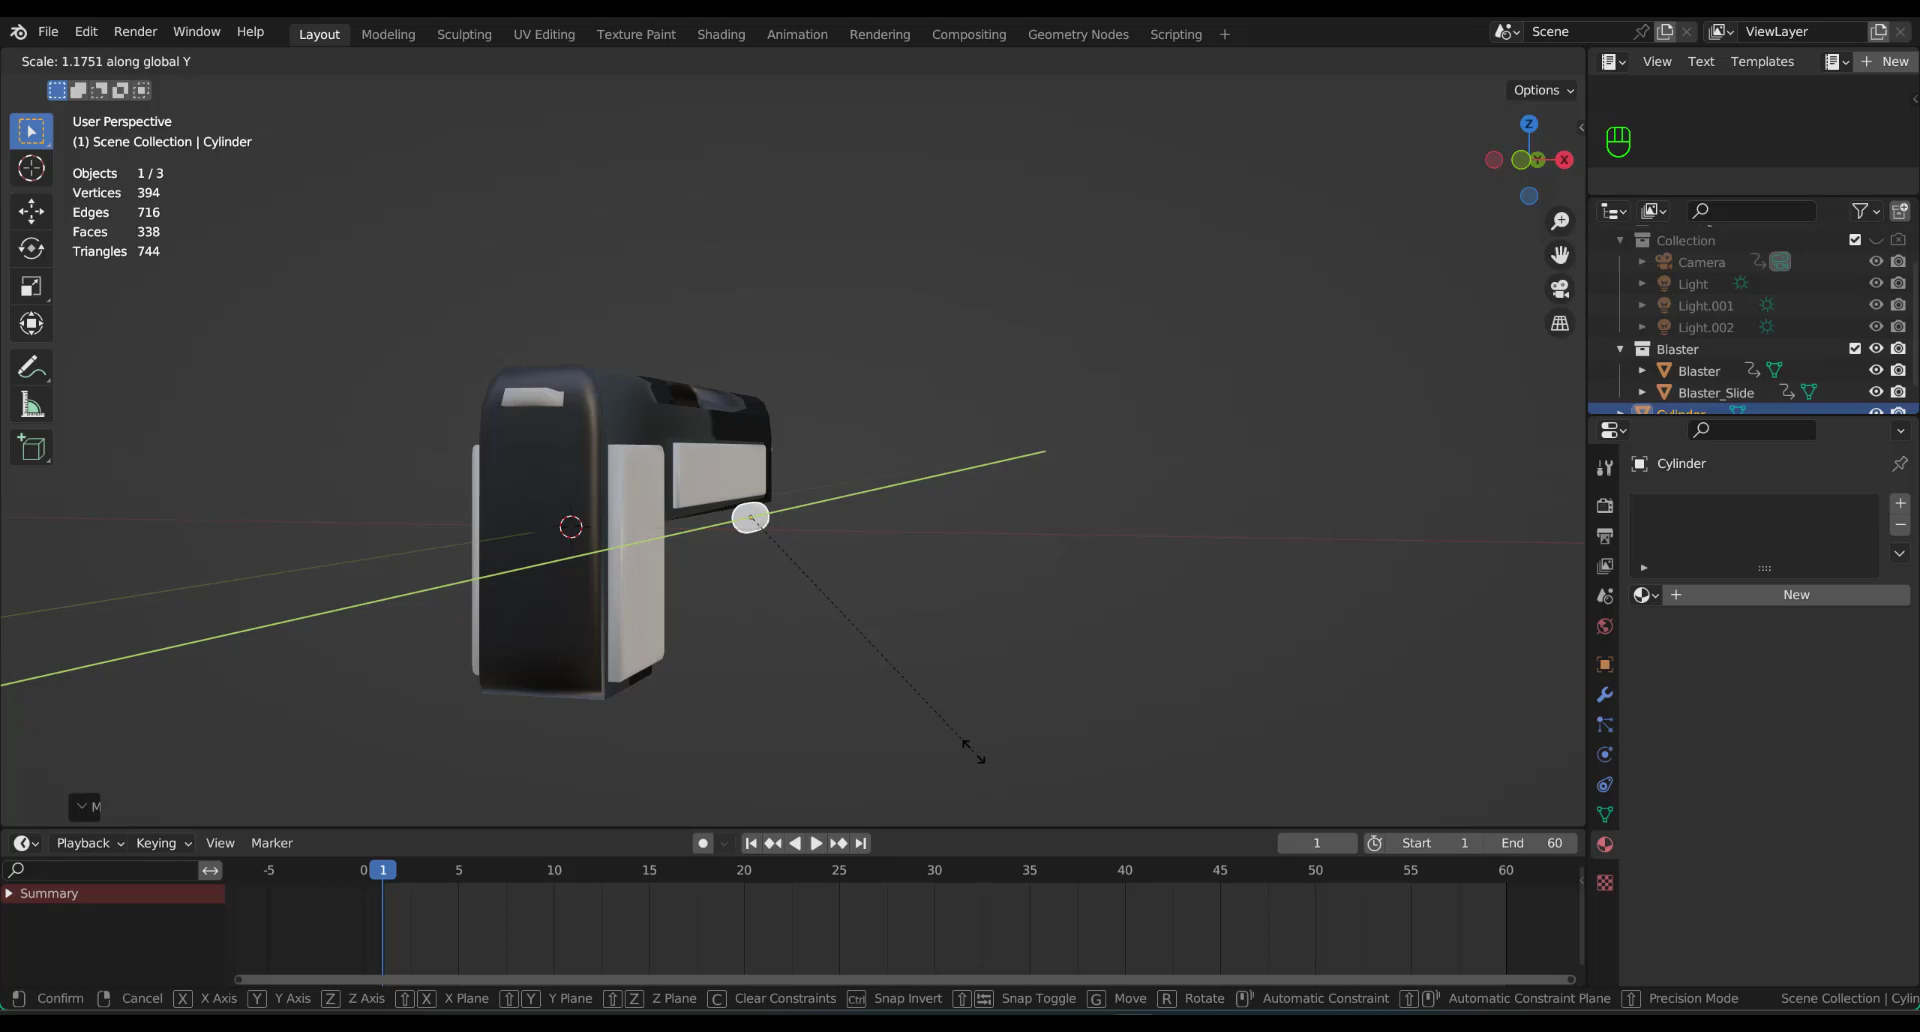 File Edit Render Window Help Layout Modeling Sculpting UV Editing Texture Paint Shading Animation Rendering Compositing Geometry Nodes Scripting Scene ViewLayer
Scale: 1.1751 along global Y
View Text Templates New
Options
User Perspective
(1) Scene Collection | Cylinder
Objects 1 / 3
Vertices 394
Edges 716
Faces 338
Triangles 744
Z
Y
X
Collection
Camera
Light
Light.001
Light.002
Blaster
Blaster
Blaster_Slide
Cylinder
Cylinder
New
M
Playback Keying View Marker 1 Start 1 End 60
-5 0 1 5 10 15 20 25 30 35 40 45 50 55 60
Summary
Confirm Cancel X X Axis Y Y Axis Z Z Axis X X Plane Y Y Plane Z Z Plane C Clear Constraints Ctrl Snap Invert Snap Toggle G Move R Rotate Automatic Constraint Automatic Constraint Plane Precision Mode Scene Collection | Cylin